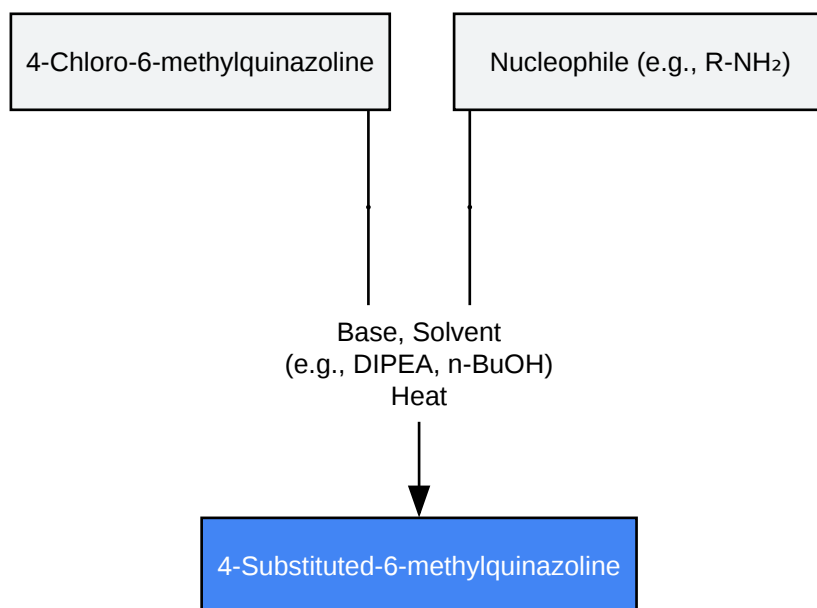 4-Chloro-6-methylquinazoline
Nucleophile (e.g., R-NH₂)
Base, Solvent
(e.g., DIPEA, n-BuOH)
Heat
4-Substituted-6-methylquinazoline